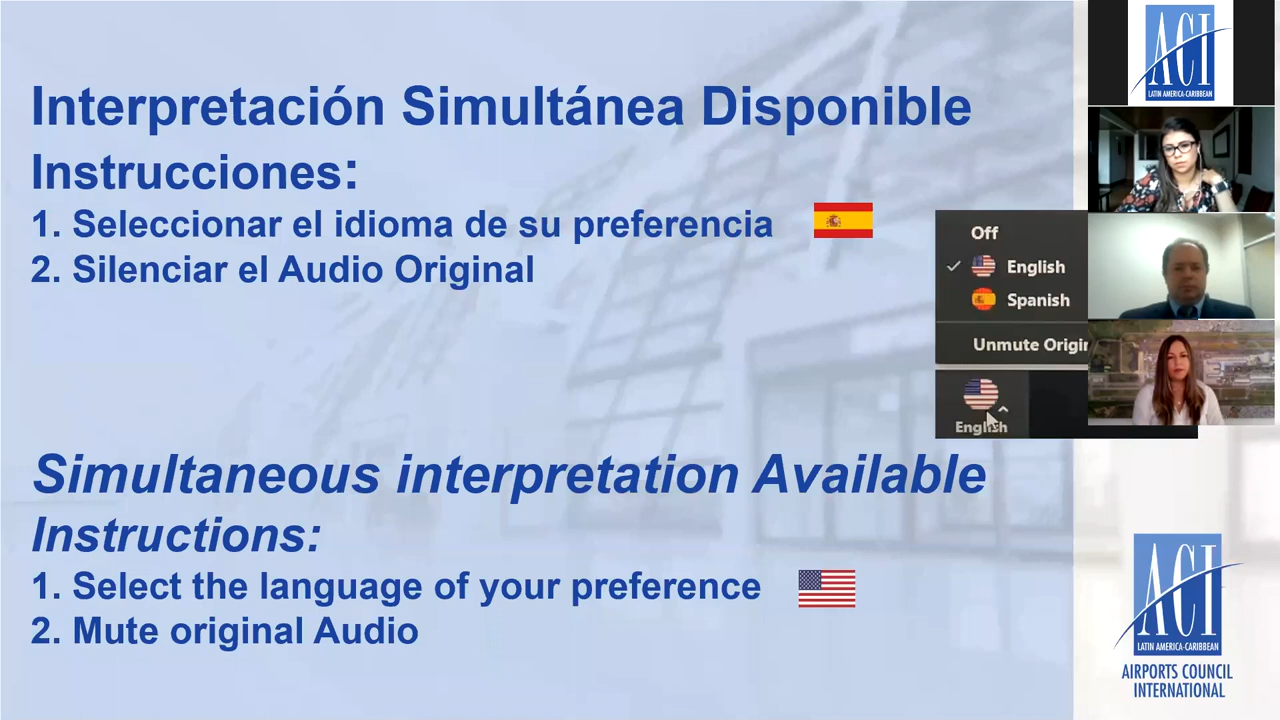 Interpretación Simultánea Disponible
Instrucciones:
1. Seleccionar el idioma de su preferencia
2. Silenciar el Audio Original
Off
English
Spanish
Unmute Origin
English
Simultaneous interpretation Available
Instructions:
1. Select the language of your preference
2. Mute original Audio
ACI
LATIN AMERICA-CARIBBEAN
ACI
LATIN AMERICA-CARIBBEAN
AIRPORTS COUNCIL
INTERNATIONAL